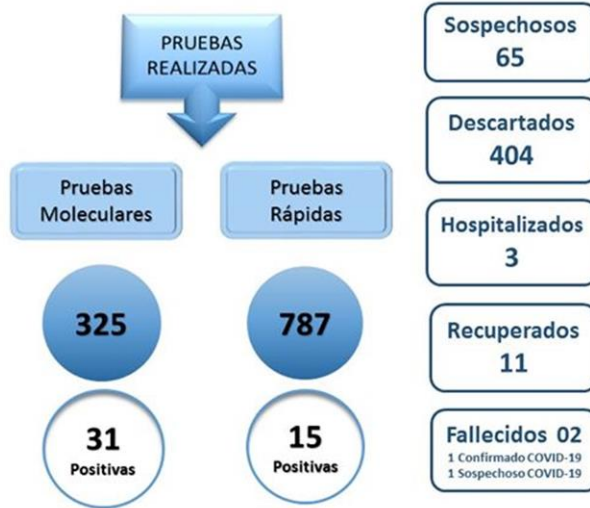 PRUEBAS
REALIZADAS
Pruebas
Moleculares
Pruebas
Rápidas
325
787
31
Positivas
15
Positivas
Sospechosos
65
Descartados
404
Hospitalizados
3
Recuperados
11
Fallecidos 02
1 Confirmado COVID-19
1 Sospechoso COVID-19